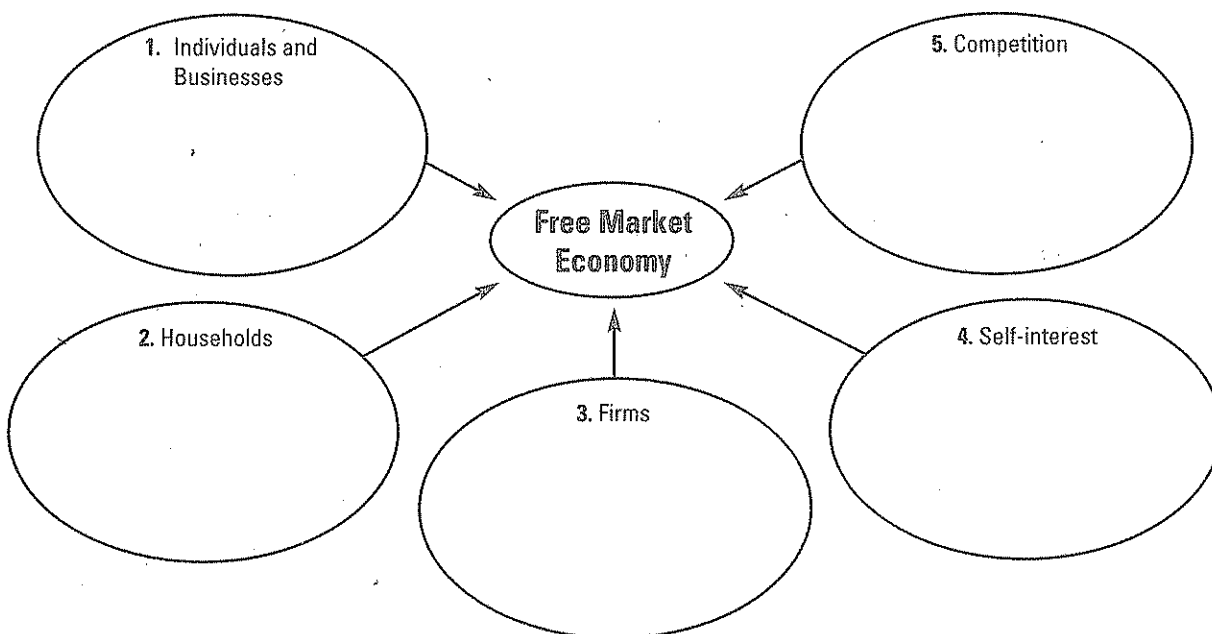 1. Individuals and
Businesses
5. Competition
Free Market
Economy
2. Households
4. Self-interest
3. Firms